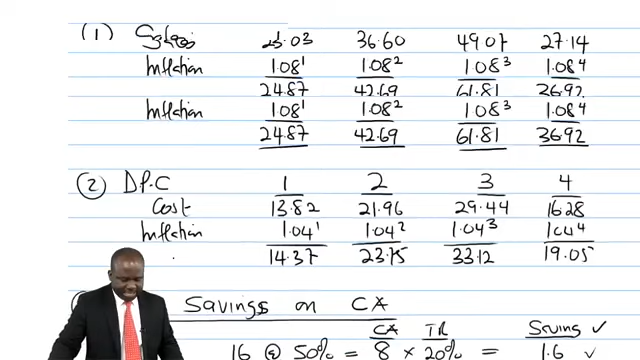 (1) 23.03 36.60 49.07 27.14
Inflation 1.08¹ 1.08² 1.08³ 1.08⁴
24.87 42.69 61.81 36.92
Inflation 1.08¹ 1.08² 1.08³ 1.08⁴
24.87 42.69 61.81 36.92
(2) D.P.C 1 2 3 4
Cost 13.82 21.96 29.44 16.28
Inflation 1.04¹ 1.04² 1.04³ 1.04⁴
14.37 23.75 33.12 19.05
Savings on CA
CA TR Saving ✓
16 @ 50% = 8 × 20% = 1.6 ✓